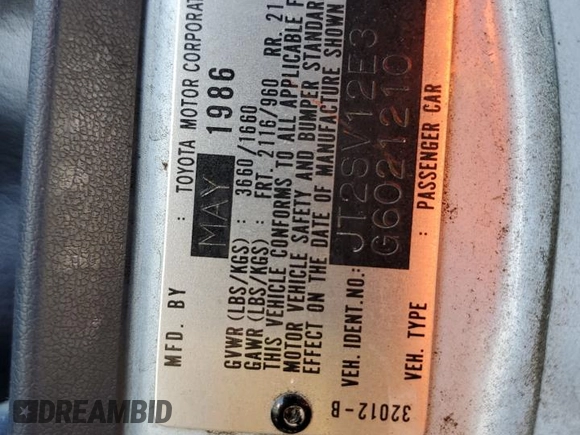 MFD. BY : TOYOTA MOTOR CORPORAT
MAY 1986
GVWR (LBS/KGS) : 3660/1660
GAWR (LBS/KGS) : FRT. 2116/960 RR. 21
THIS VEHICLE CONFORMS TO ALL APPLICABLE F
MOTOR VEHICLE SAFETY AND BUMPER STANDAR
EFFECT ON THE DATE OF MANUFACTURE SHOWN
VEH. IDENT.NO.: JT2SV12E3
G6021210
VEH. TYPE : PASSENGER CAR
32012-B
DREAMBID